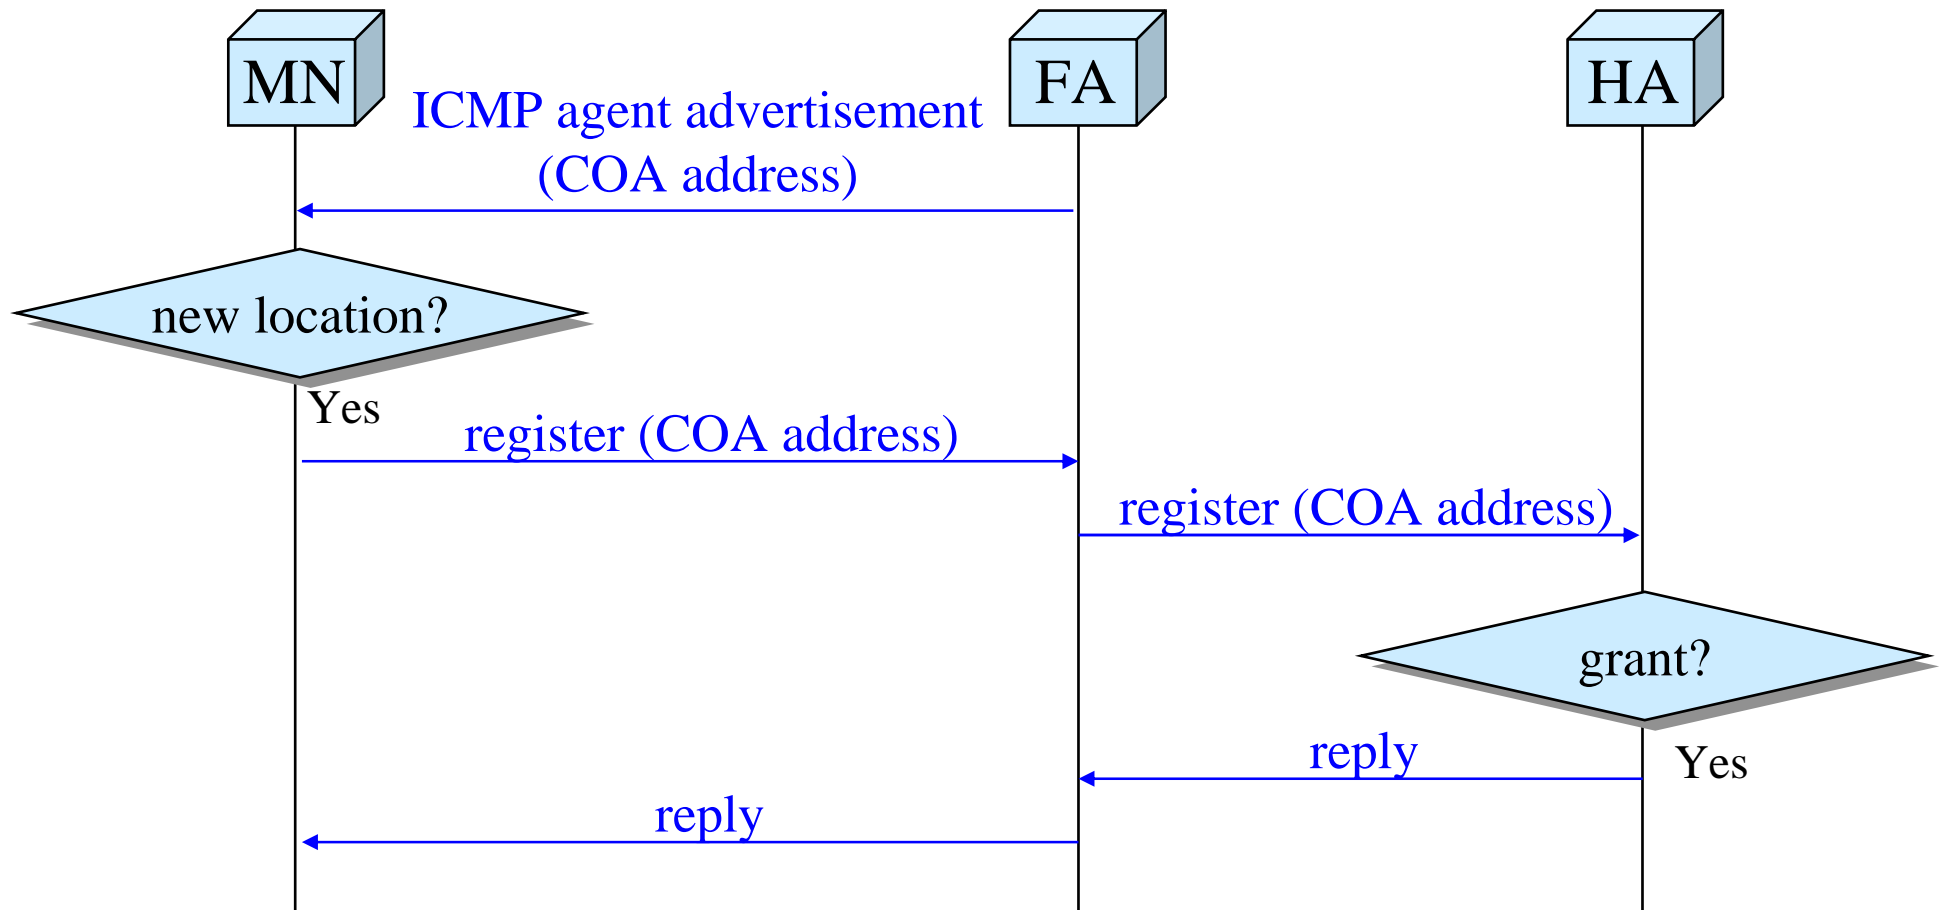 MN
FA
HA
ICMP agent advertisement
(COA address)
new location?
Yes
register (COA address)
register (COA address)
grant?
reply
Yes
reply